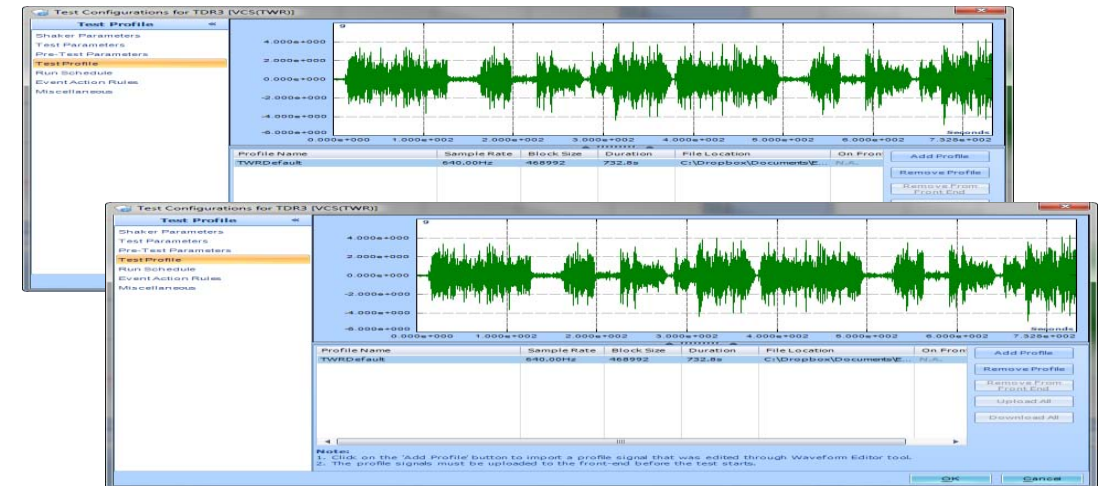 Test Configurations for TDR3 [VCS(TWR)]
Test Profile
Shaker Parameters
Test Parameters
Pre-Test Parameters
Test Profile
Run Schedule
Event Action Rules
Miscellaneous
9
4.000e+000
2.000e+000
0.000e+000
-2.000e+000
-4.000e+000
-6.000e+000
Seconds
0.000e+000 1.000e+002 2.000e+002 3.000e+002 4.000e+002 5.000e+002 6.000e+002 7.328e+002
Profile Name Sample Rate Block Size Duration File Location On Fron
TWRDefault 640.00Hz 468992 732.8s C:\Dropbox\Documents\E... N.A.
Add Profile
Remove Profile
Remove From
Front End
Test Configurations for TDR3 [VCS(TWR)]
Test Profile
Shaker Parameters
Test Parameters
Pre-Test Parameters
Test Profile
Run Schedule
Event Action Rules
Miscellaneous
9
4.000e+000
2.000e+000
0.000e+000
-2.000e+000
-4.000e+000
-6.000e+000
Seconds
0.000e+000 1.000e+002 2.000e+002 3.000e+002 4.000e+002 5.000e+002 6.000e+002 7.328e+002
Profile Name Sample Rate Block Size Duration File Location On Fron
TWRDefault 640.00Hz 468992 732.8s C:\Dropbox\Documents\E... N.A.
Add Profile
Remove Profile
Remove From
Front End
Upload All
Download All
Note:
1. Click on the 'Add Profile' button to import a profile signal that was edited through Waveform Editor tool.
2. The profile signals must be uploaded to the front-end before the test starts.
OK Cancel